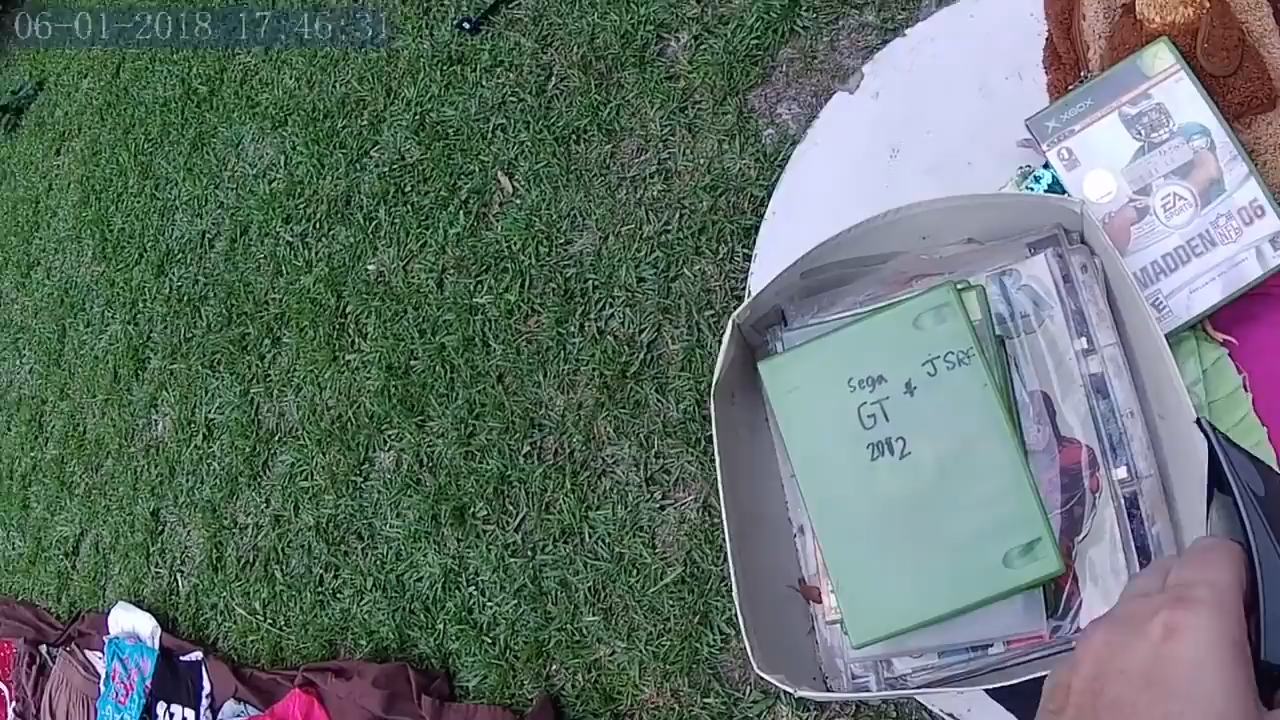 06-01-2018 17:46:31
XBOX
EA
SPORTS
MADDEN NFL 06
E
Sega
GT & JSRF
2002